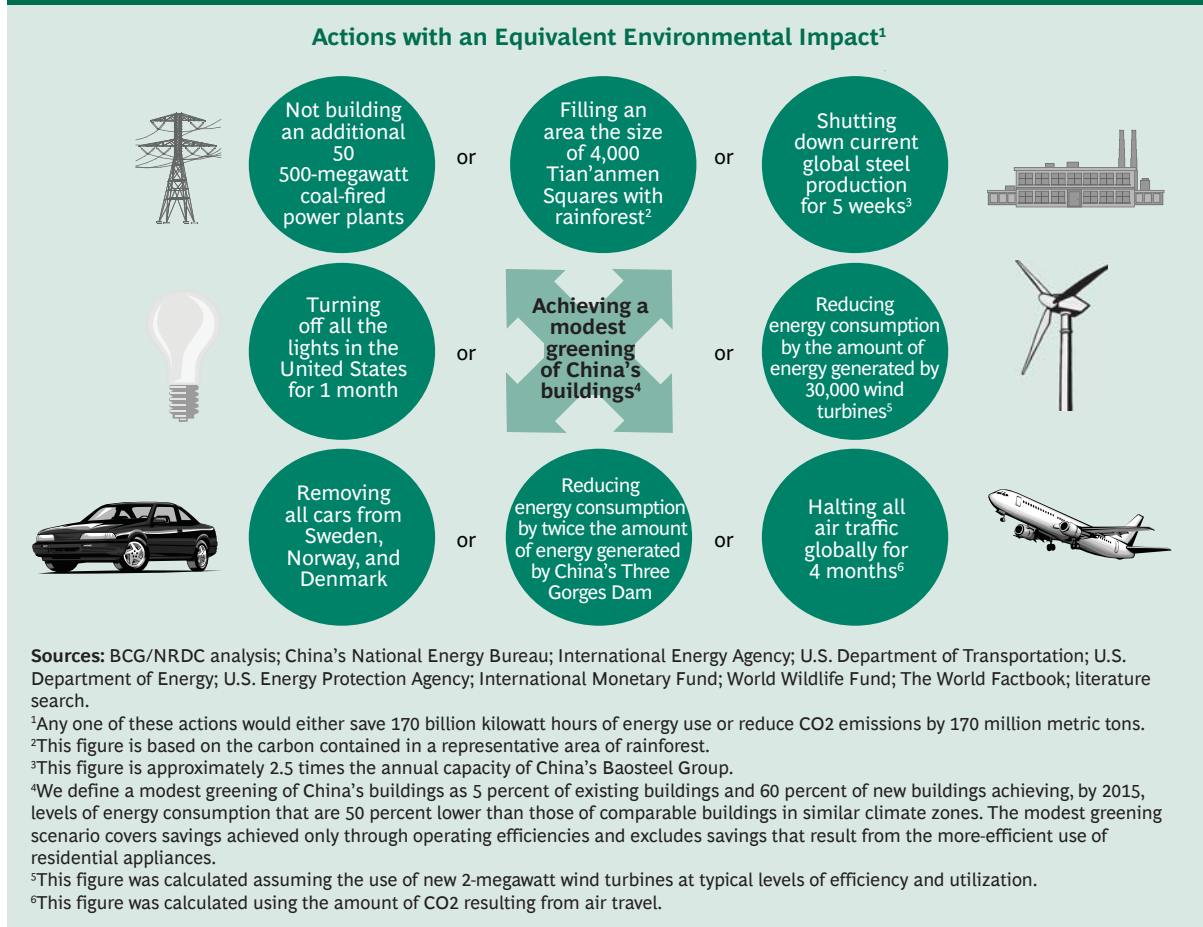 Actions with an Equivalent Environmental Impact¹
Not building
an additional
50
500-megawatt
coal-fired
power plants
or
Filling an
area the size
of 4,000
Tian’anmen
Squares with
rainforest²
or
Shutting
down current
global steel
production
for 5 weeks³
Turning
off all the
lights in the
United States
for 1 month
or
Achieving a
modest
greening
of China’s
buildings⁴
or
Reducing
energy consumption
by the amount of
energy generated by
30,000 wind
turbines⁵
Removing
all cars from
Sweden,
Norway, and
Denmark
or
Reducing
energy consumption
by twice the amount
of energy generated
by China’s Three
Gorges Dam
or
Halting all
air traffic
globally for
4 months⁶
Sources: BCG/NRDC analysis; China’s National Energy Bureau; International Energy Agency; U.S. Department of Transportation; U.S.
Department of Energy; U.S. Energy Protection Agency; International Monetary Fund; World Wildlife Fund; The World Factbook; literature
search.
¹Any one of these actions would either save 170 billion kilowatt hours of energy use or reduce CO2 emissions by 170 million metric tons.
²This figure is based on the carbon contained in a representative area of rainforest.
³This figure is approximately 2.5 times the annual capacity of China’s Baosteel Group.
⁴We define a modest greening of China’s buildings as 5 percent of existing buildings and 60 percent of new buildings achieving, by 2015,
levels of energy consumption that are 50 percent lower than those of comparable buildings in similar climate zones. The modest greening
scenario covers savings achieved only through operating efficiencies and excludes savings that result from the more-efficient use of
residential appliances.
⁵This figure was calculated assuming the use of new 2-megawatt wind turbines at typical levels of efficiency and utilization.
⁶This figure was calculated using the amount of CO2 resulting from air travel.